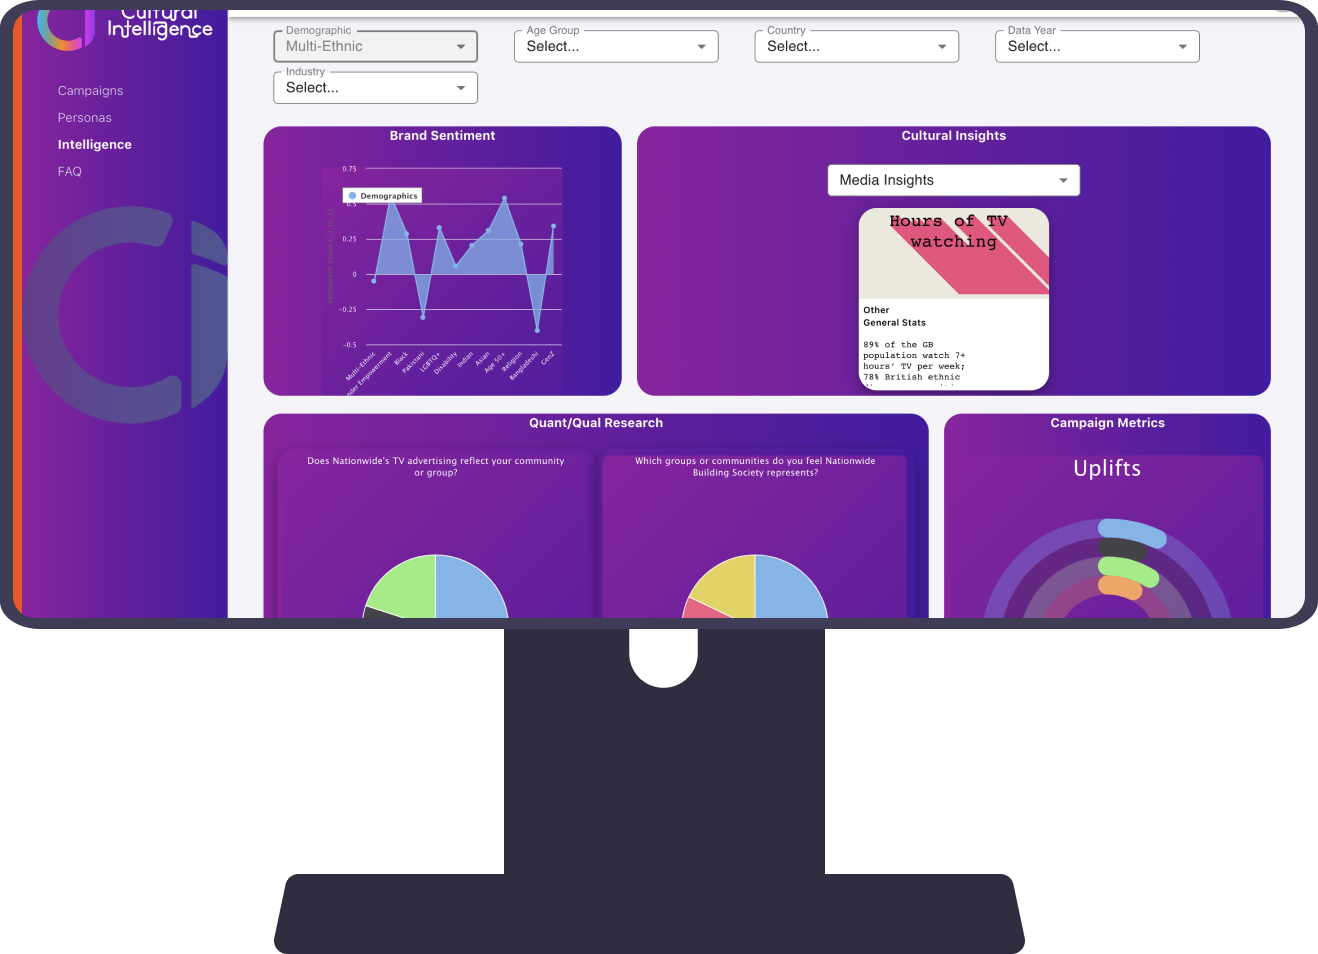 Cultural
Intelligence
Campaigns
Personas
Intelligence
FAQ
Demographic
Multi-Ethnic
Age Group
Select...
Country
Select...
Data Year
Select...
Industry
Select...
Brand Sentiment
0.75
0.5
0.25
0
-0.25
-0.5
sentiment score (-1 to 1)
Demographics
Multi-Ethnic
nder Empowerment
Black
Pakistani
LGBTQ+
Disability
Indian
Asian
Age 50+
Religion
Bangladeshi
GenZ
Cultural Insights
Media Insights
Hours of TV
watching
Other
General Stats
89% of the GB
population watch 7+
hours' TV per week;
78% British ethnic
Quant/Qual Research
Does Nationwide's TV advertising reflect your community
or group?
Which groups or communities do you feel Nationwide
Building Society represents?
Campaign Metrics
Uplifts